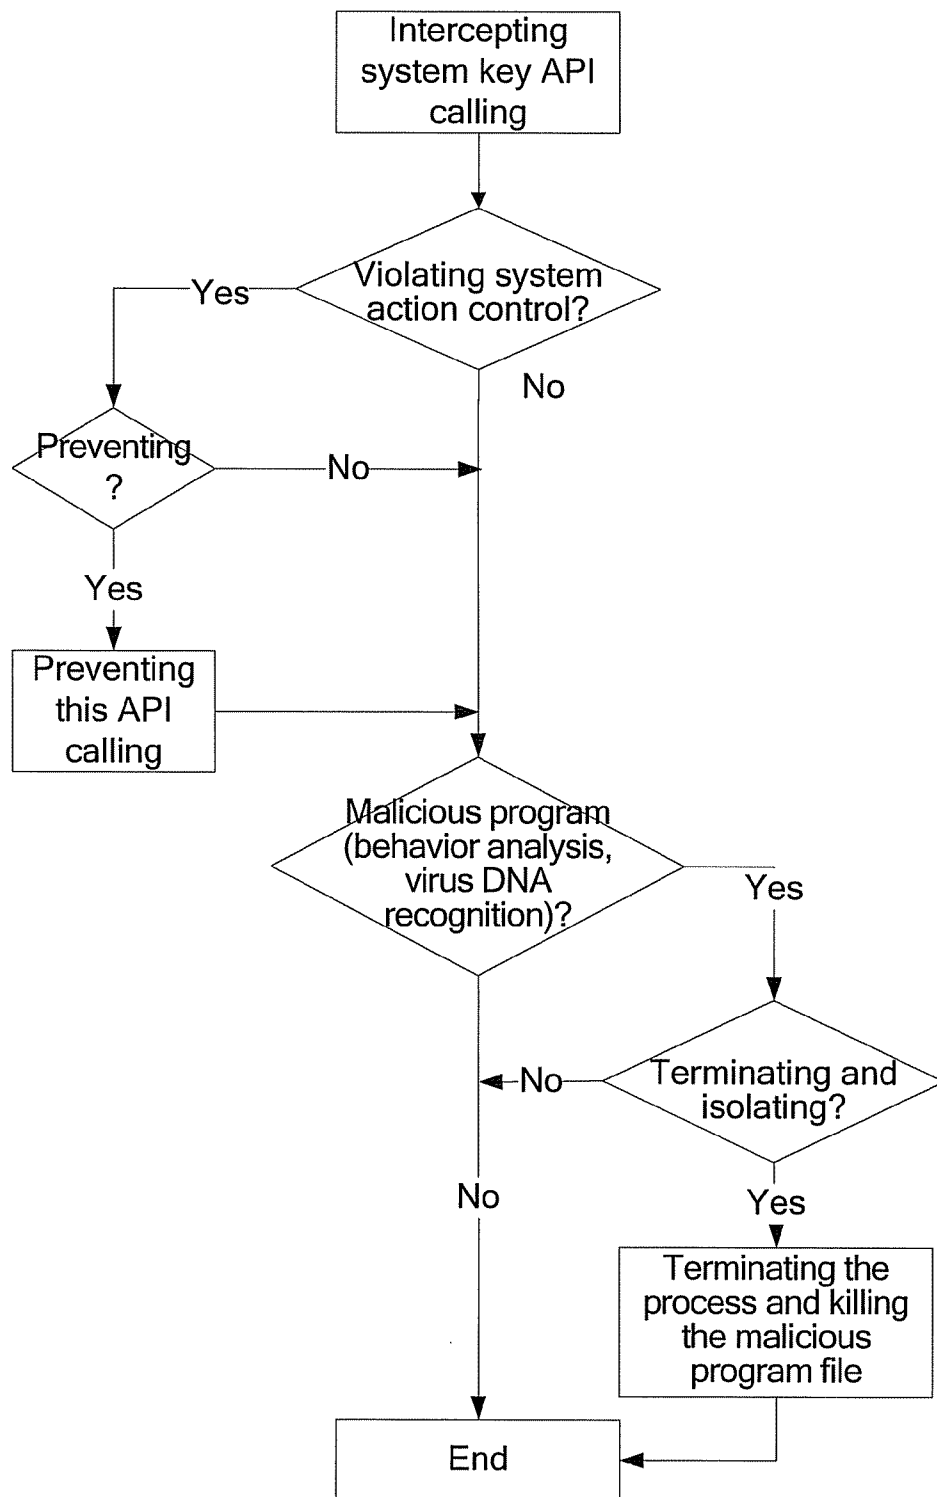 Intercepting
system key API
calling
Violating system
action control?
Yes
No
Preventing
?
No
Yes
Preventing
this API
calling
Malicious program
(behavior analysis,
virus DNA
recognition)?
Yes
Terminating and
isolating?
No
No
Yes
Terminating the
process and killing
the malicious
program file
End